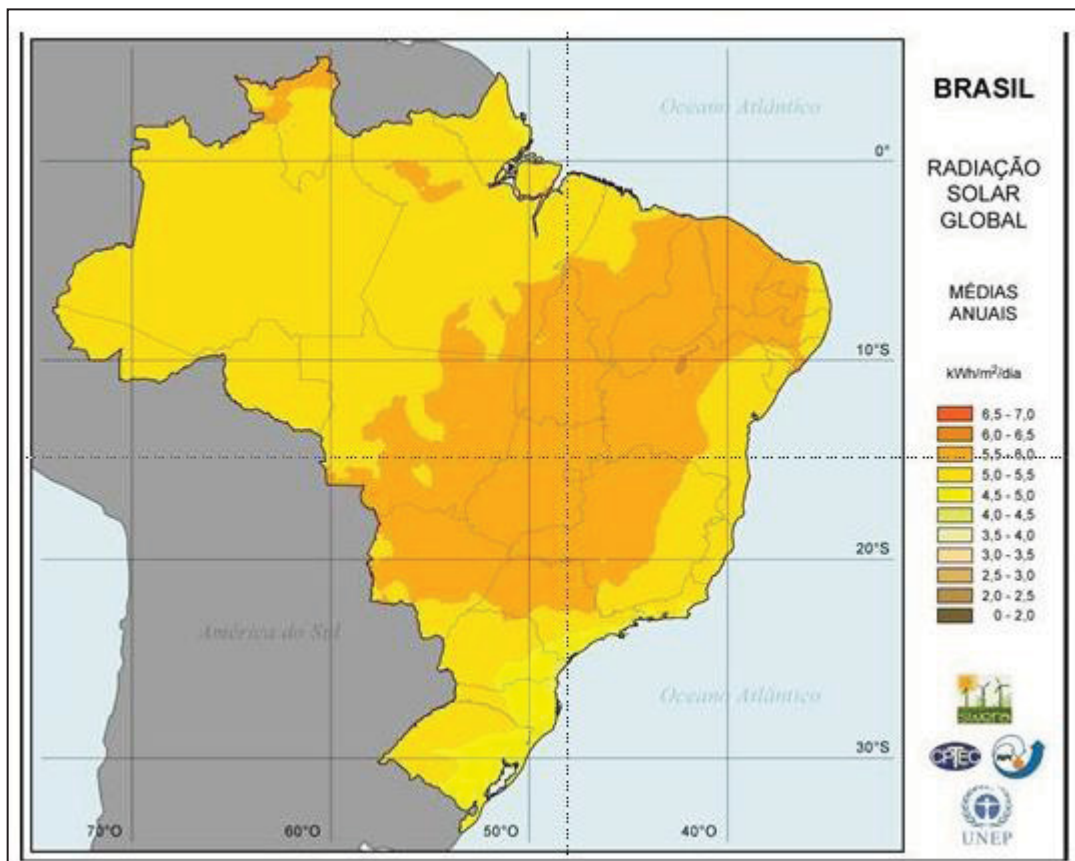 BRASIL
RADIAÇÃO
SOLAR
GLOBAL
MÉDIAS
ANUAIS
kWh/m²/dia
6,5 - 7,0
6,0 - 6,5
5,5 - 6,0
5,0 - 5,5
4,5 - 5,0
4,0 - 4,5
3,5 - 4,0
3,0 - 3,5
2,5 - 3,0
2,0 - 2,5
0 - 2,0
CPTEC
UNEP
Oceano Atlântico
0°
10°S
20°S
América do Sul
Oceano Atlântico
30°S
70°O
60°O
50°O
40°O